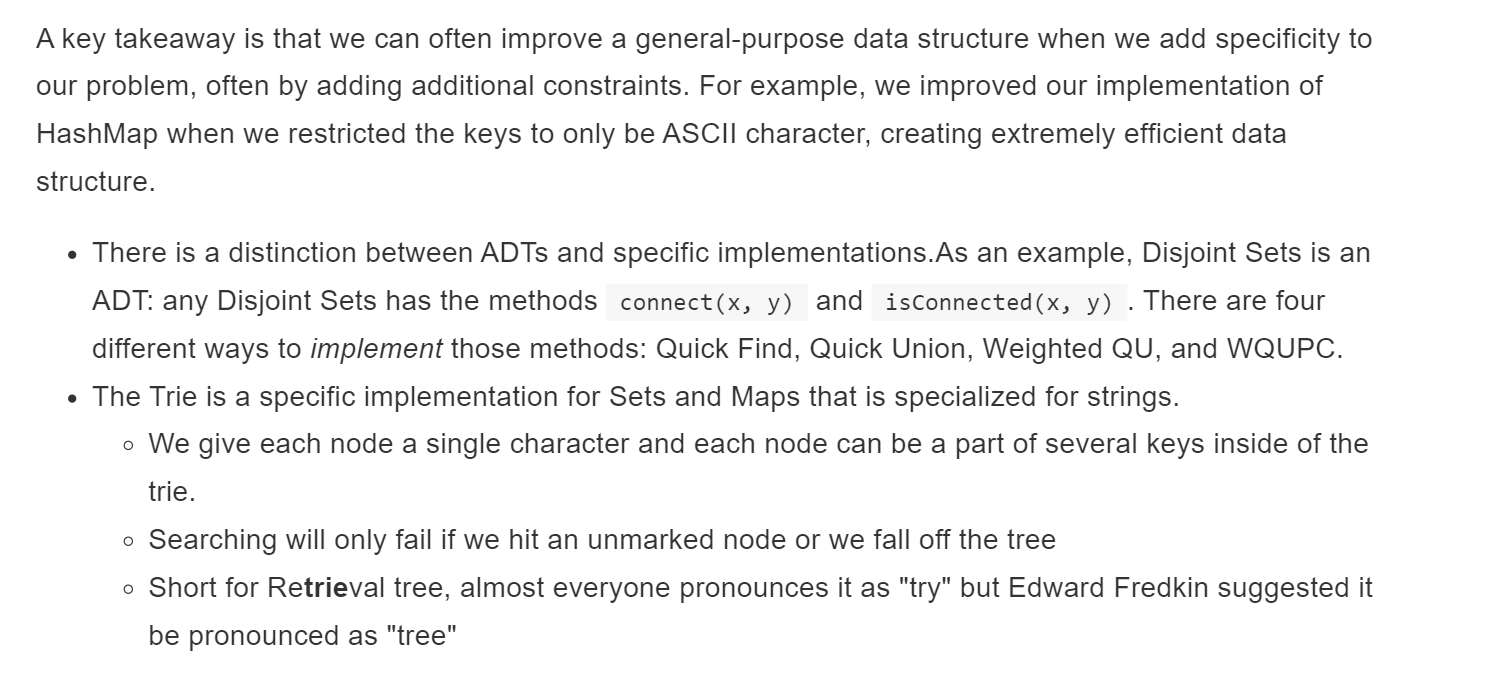 A key takeaway is that we can often improve a general-purpose data structure when we add specificity to
our problem, often by adding additional constraints. For example, we improved our implementation of
HashMap when we restricted the keys to only be ASCII character, creating extremely efficient data
structure.
• There is a distinction between ADTs and specific implementations.As an example, Disjoint Sets is an
ADT: any Disjoint Sets has the methods connect(x, y) and isConnected(x, y) . There are four
different ways to implement those methods: Quick Find, Quick Union, Weighted QU, and WQUPC.
• The Trie is a specific implementation for Sets and Maps that is specialized for strings.
◦ We give each node a single character and each node can be a part of several keys inside of the
trie.
◦ Searching will only fail if we hit an unmarked node or we fall off the tree
◦ Short for Retrieval tree, almost everyone pronounces it as "try" but Edward Fredkin suggested it
be pronounced as "tree"